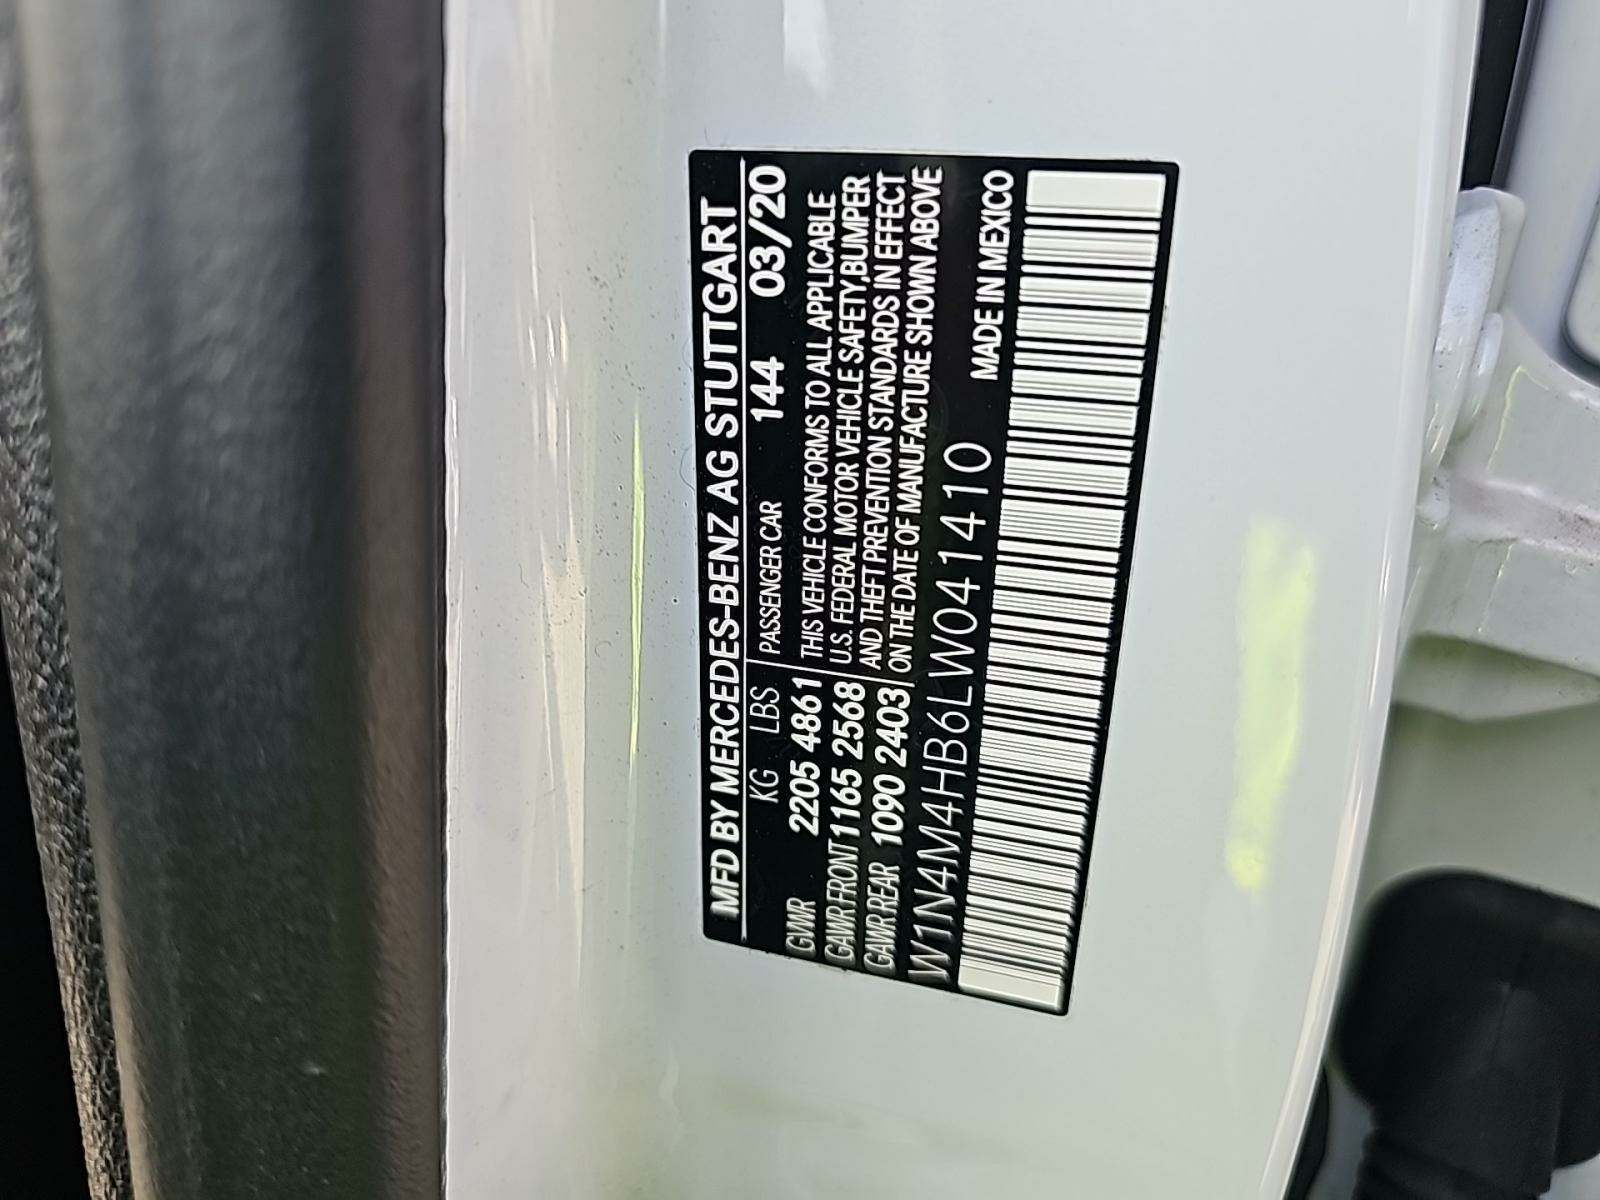 MFD BY MERCEDES-BENZ AG STUTTGART
KG LBS PASSENGER CAR 144 03/20
GVWR 2205 4861 THIS VEHICLE CONFORMS TO ALL APPLICABLE
GAWR FRONT 1165 2568 U.S. FEDERAL MOTOR VEHICLE SAFETY, BUMPER
GAWR REAR 1090 2403 AND THEFT PREVENTION STANDARDS IN EFFECT
ON THE DATE OF MANUFACTURE SHOWN ABOVE
W1N4M4HB6LW041410 MADE IN MEXICO